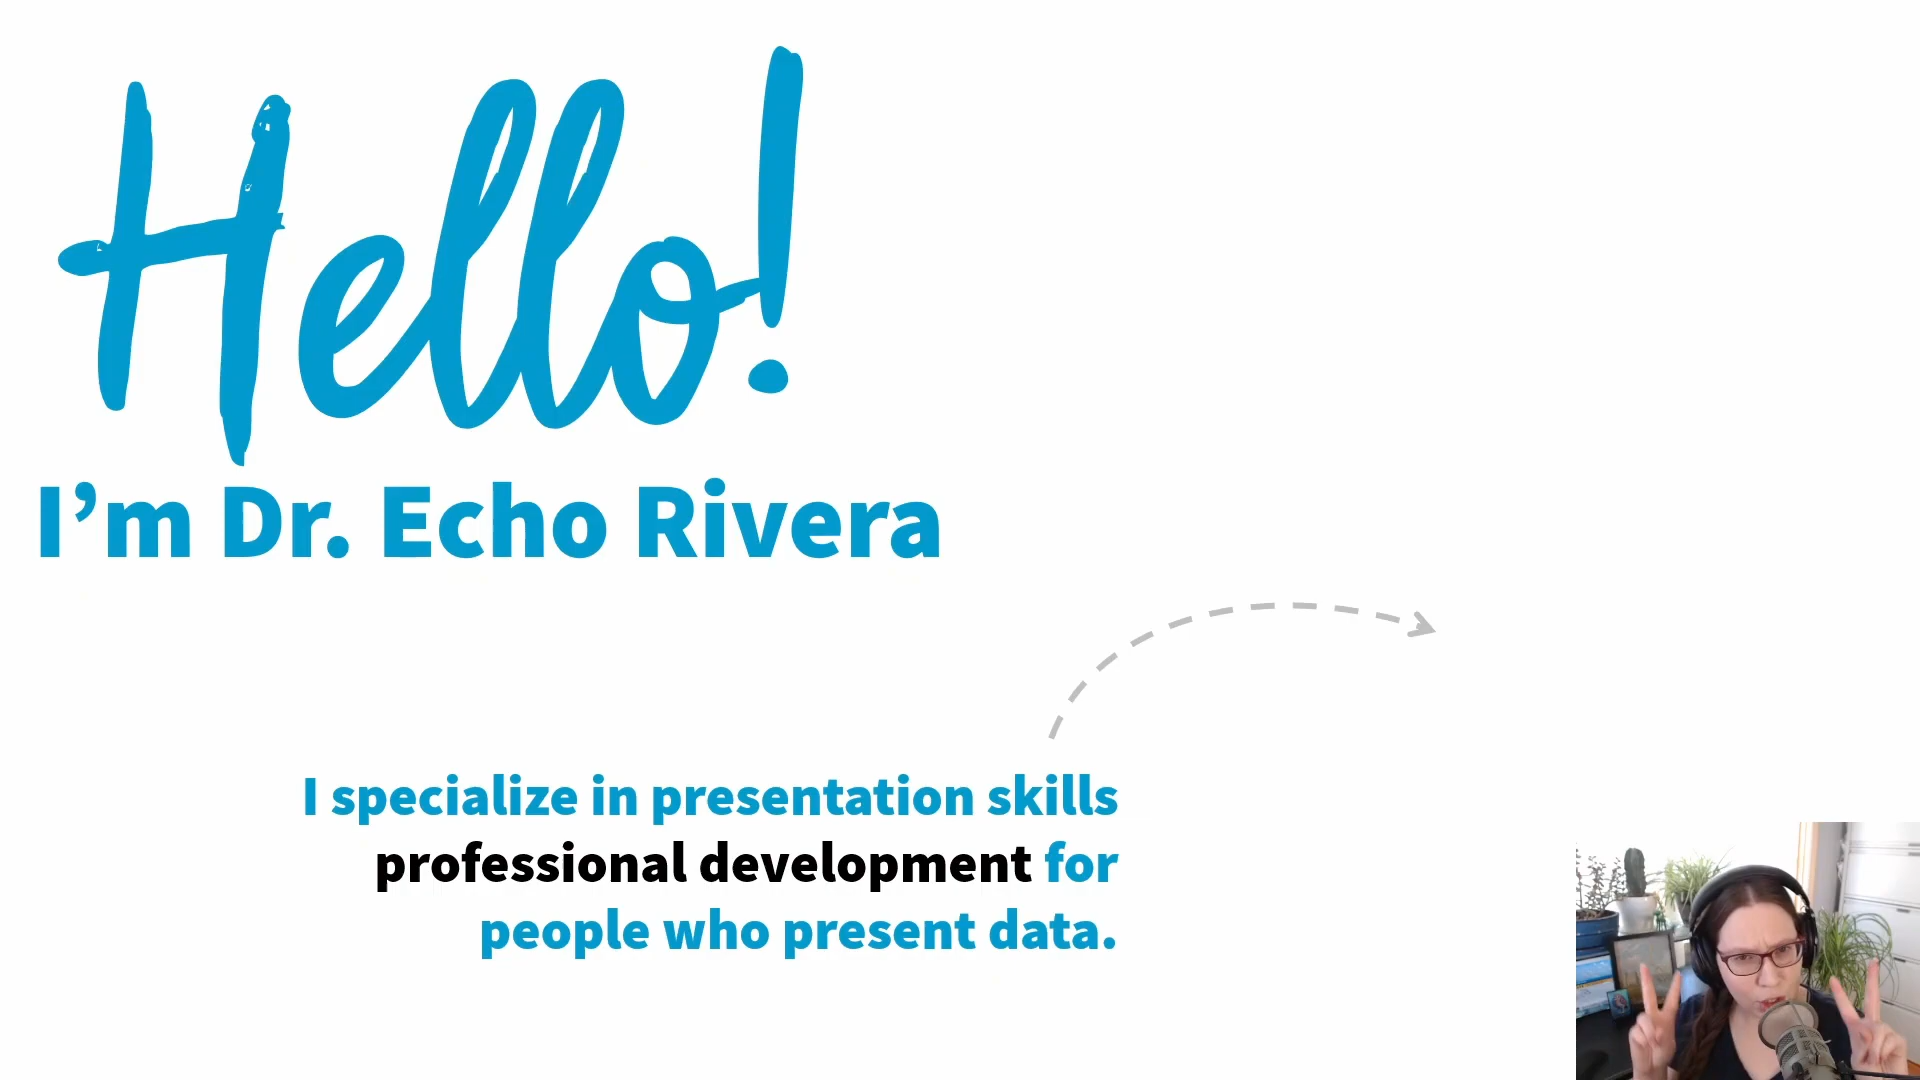 Hello!
I’m Dr. Echo Rivera
I specialize in presentation skills
professional development for
people who present data.